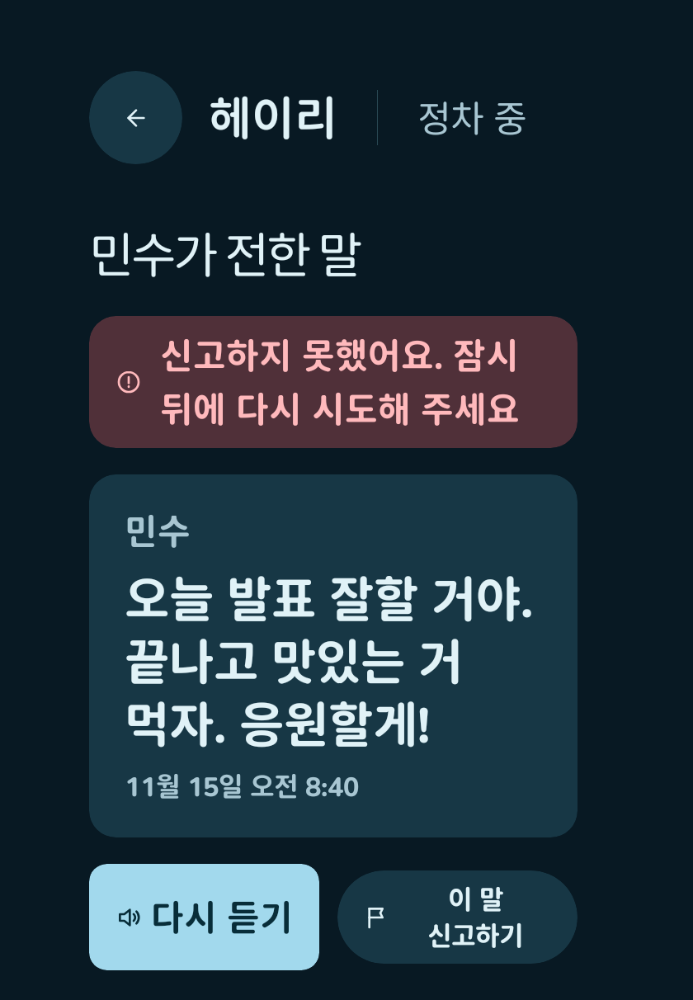 헤이리
정차 중
민수가 전한 말
신고하지 못했어요. 잠시
뒤에 다시 시도해 주세요
민수
오늘 발표 잘할 거야.
끝나고 맛있는 거
먹자. 응원할게!
11월 15일 오전 8:40
다시 듣기
이 말
신고하기